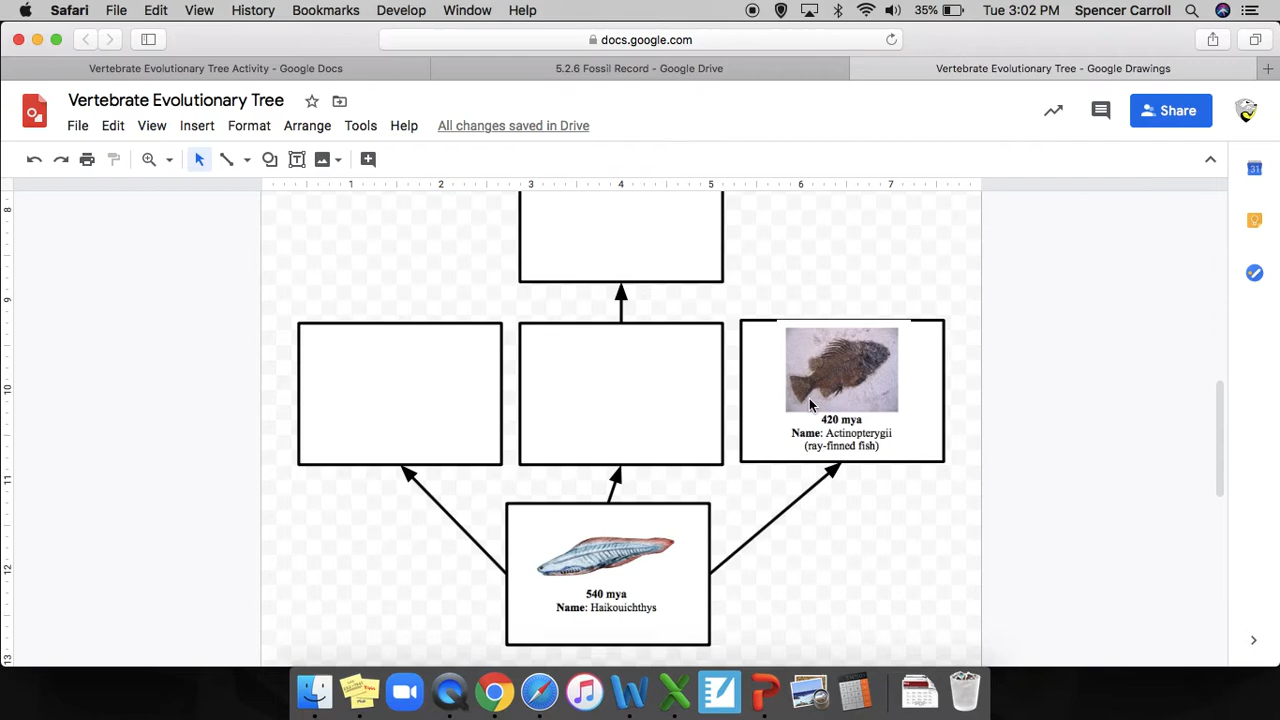 Safari File Edit View History Bookmarks Develop Window Help 35% Tue 3:02 PM Spencer Carroll
docs.google.com
Vertebrate Evolutionary Tree Activity - Google Docs 5.2.6 Fossil Record - Google Drive Vertebrate Evolutionary Tree - Google Drawings
Vertebrate Evolutionary Tree
File Edit View Insert Format Arrange Tools Help All changes saved in Drive
Share
31
1 2 3 4 5 6 7
8
9
10
11
12
13
420 mya
Name: Actinopterygii
(ray-finned fish)
540 mya
Name: Haikouichthys